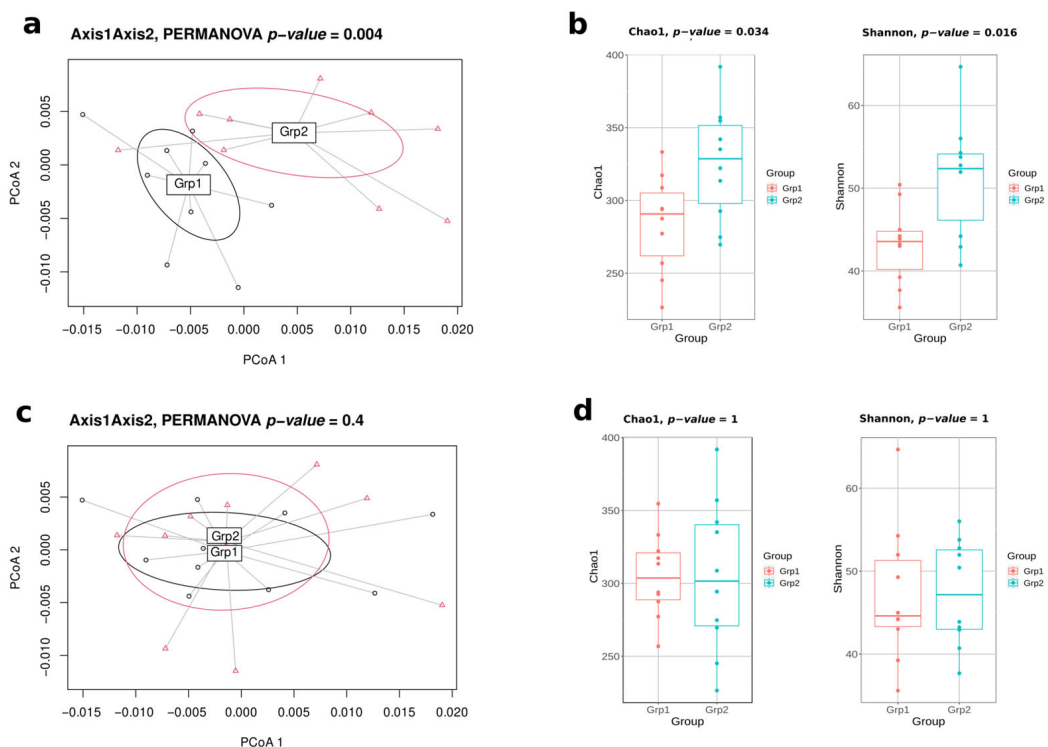 a
Axis1Axis2, PERMANOVA p−value = 0.004
PCoA 2
0.005
0.000
−0.005
−0.010
Grp2
Grp1
−0.015 −0.010 −0.005 0.000 0.005 0.010 0.015 0.020
PCoA 1
b
Chao1, p−value = 0.034
Chao1
400
350
300
250
Grp1 Grp2
Group
Group
Grp1
Grp2
Shannon, p−value = 0.016
Shannon
60
50
40
Grp1 Grp2
Group
Group
Grp1
Grp2
c
Axis1Axis2, PERMANOVA p−value = 0.4
PCoA 2
0.005
0.000
−0.005
−0.010
Grp2
Grp1
−0.015 −0.010 −0.005 0.000 0.005 0.010 0.015 0.020
PCoA 1
d
Chao1, p−value = 1
Chao1
400
350
300
250
Grp1 Grp2
Group
Group
Grp1
Grp2
Shannon, p−value = 1
Shannon
60
50
40
Grp1 Grp2
Group
Group
Grp1
Grp2